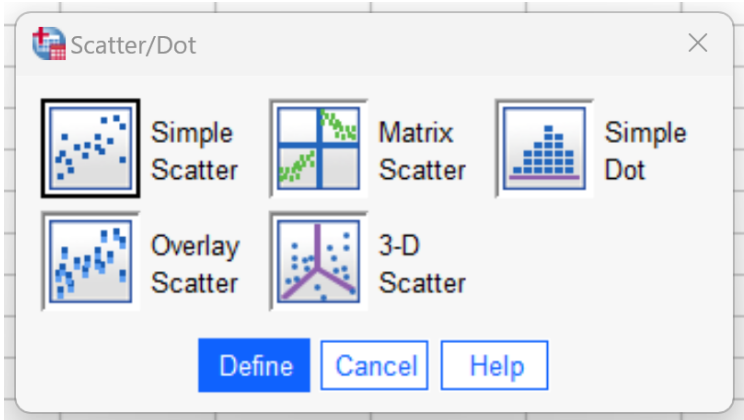 Scatter/Dot
Simple
Scatter
Matrix
Scatter
Simple
Dot
Overlay
Scatter
3-D
Scatter
Define
Cancel
Help